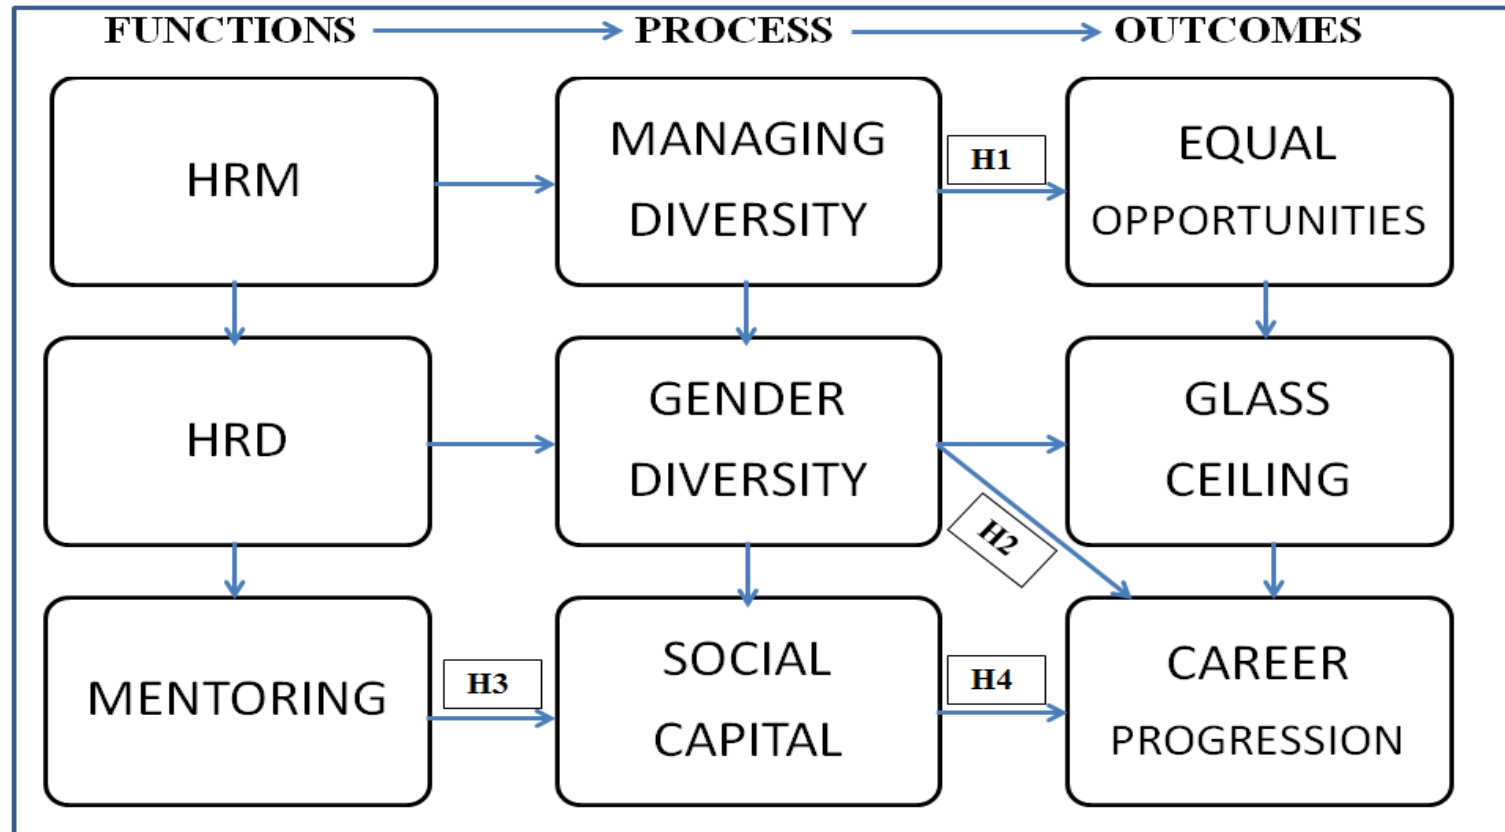 FUNCTIONS PROCESS OUTCOMES
HRM
MANAGING
DIVERSITY
H1
EQUAL
OPPORTUNITIES
HRD
GENDER
DIVERSITY
H2
GLASS
CEILING
MENTORING
H3
SOCIAL
CAPITAL
H4
CAREER
PROGRESSION